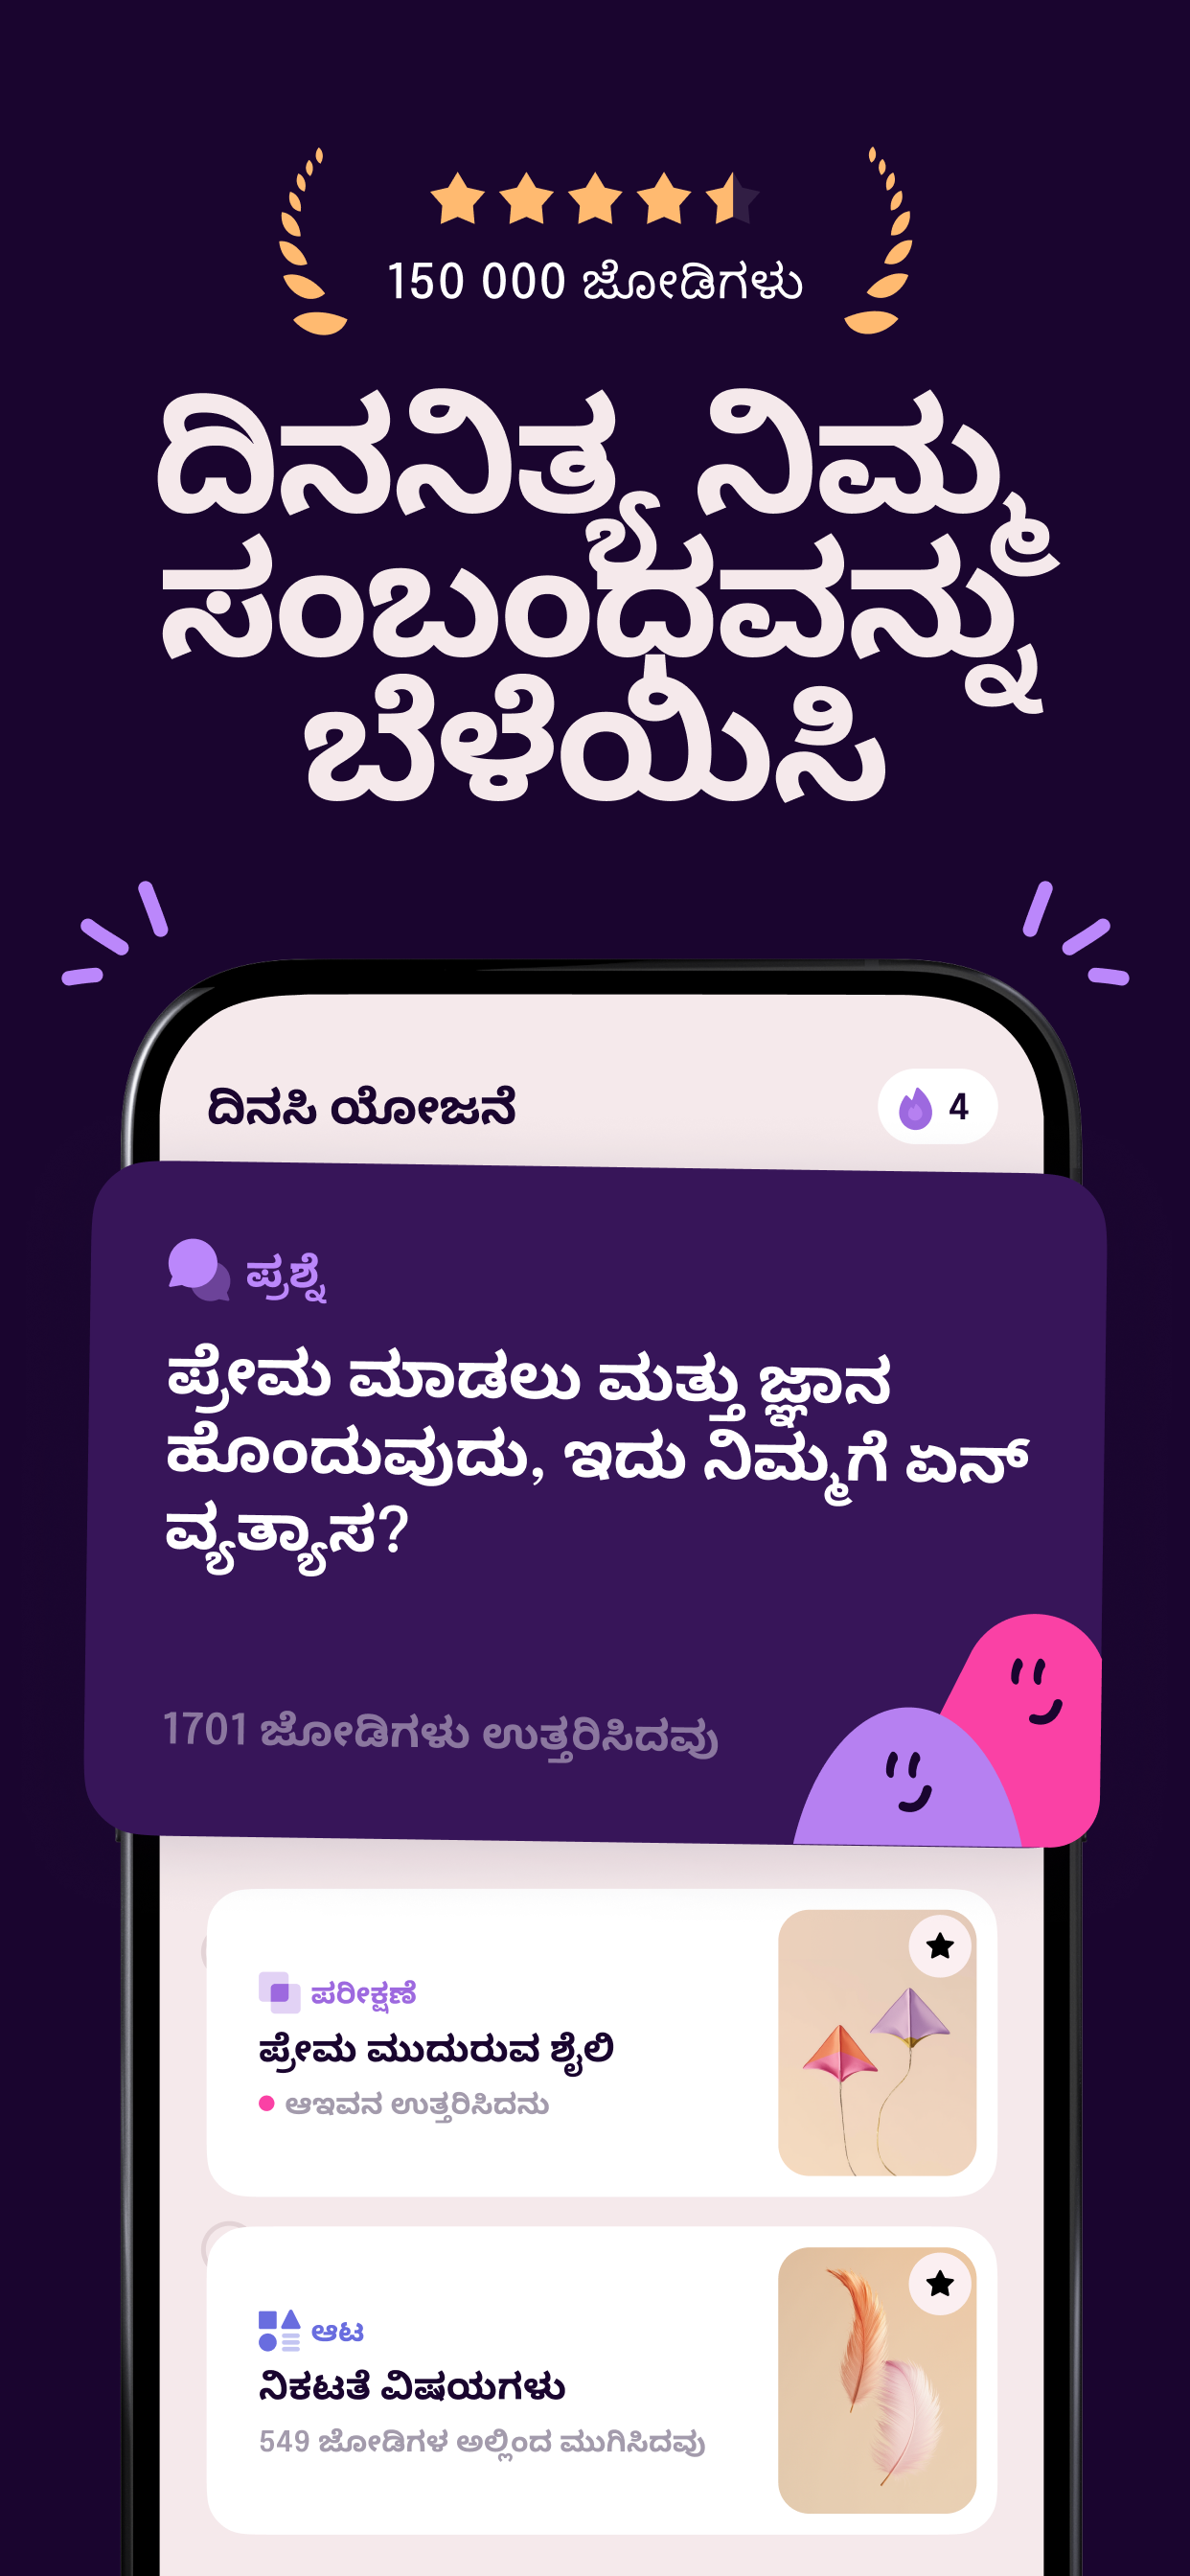 150 000 ಜೋಡಿಗಳು
ದಿನನಿತ್ಯ ನಿಮ್ಮ
ಸಂಬಂಧವನ್ನು
ಬೆಳೆಯಿಸಿ
ದಿನಸಿ ಯೋಜನೆ
4
ಪ್ರಶ್ನೆ
ಪ್ರೇಮ ಮಾಡಲು ಮತ್ತು ಜ್ಞಾನ
ಹೊಂದುವುದು, ಇದು ನಿಮ್ಮಗೆ ಏನ್
ವ್ಯತ್ಯಾಸ?
1701 ಜೋಡಿಗಳು ಉತ್ತರಿಸಿದವು
ಪರೀಕ್ಷಣೆ
ಪ್ರೇಮ ಮುದುರುವ ಶೈಲಿ
ಆಇವನ ಉತ್ತರಿಸಿದನು
ಆಟ
ನಿಕಟತೆ ವಿಷಯಗಳು
549 ಜೋಡಿಗಳ ಅಲ್ಲಿಂದ ಮುಗಿಸಿದವು